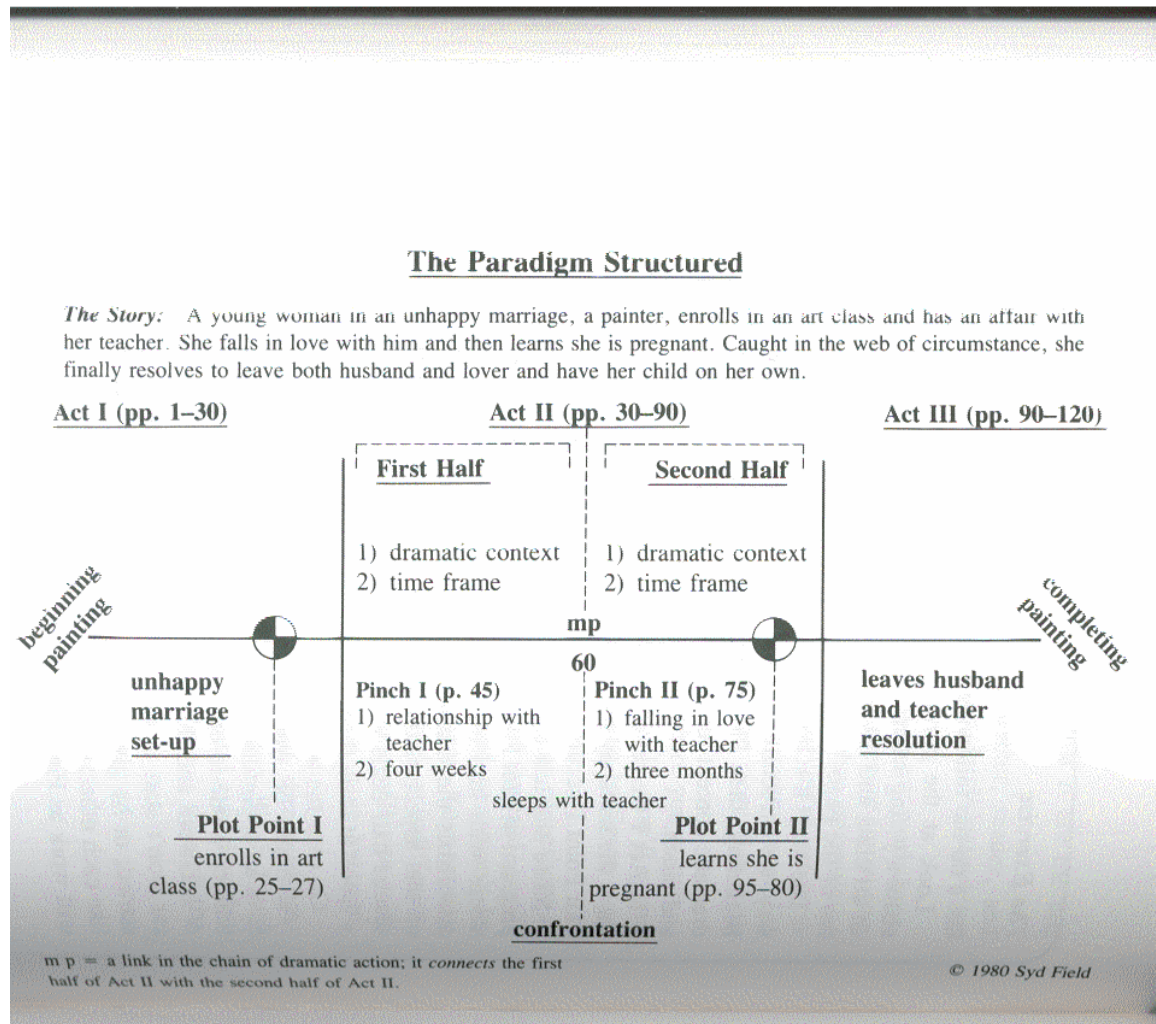 The Paradigm Structured
The Story: A young woman in an unhappy marriage, a painter, enrolls in an art class and has an affair with
her teacher. She falls in love with him and then learns she is pregnant. Caught in the web of circumstance, she
finally resolves to leave both husband and lover and have her child on her own.
Act I (pp. 1–30)
Act II (pp. 30–90)
Act III (pp. 90–120)
First Half
Second Half
1) dramatic context
2) time frame
1) dramatic context
2) time frame
beginning
painting
mp
60
completing
painting
unhappy
marriage
set-up
Pinch I (p. 45)
1) relationship with
teacher
2) four weeks
Pinch II (p. 75)
1) falling in love
with teacher
2) three months
leaves husband
and teacher
resolution
sleeps with teacher
Plot Point I
enrolls in art
class (pp. 25–27)
Plot Point II
learns she is
pregnant (pp. 95–80)
confrontation
m p = a link in the chain of dramatic action; it connects the first
half of Act II with the second half of Act II.
© 1980 Syd Field